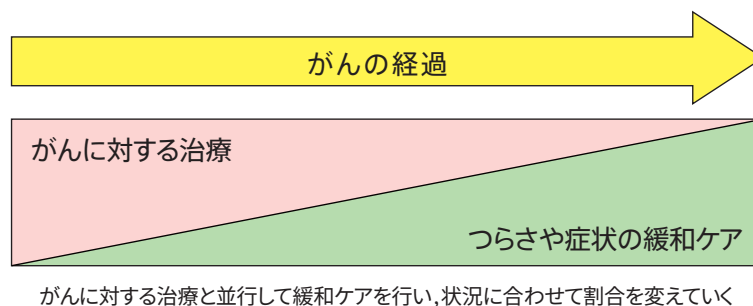 がんの経過
がんに対する治療
つらさや症状の緩和ケア
がんに対する治療と並行して緩和ケアを行い,状況に合わせて割合を変えていく